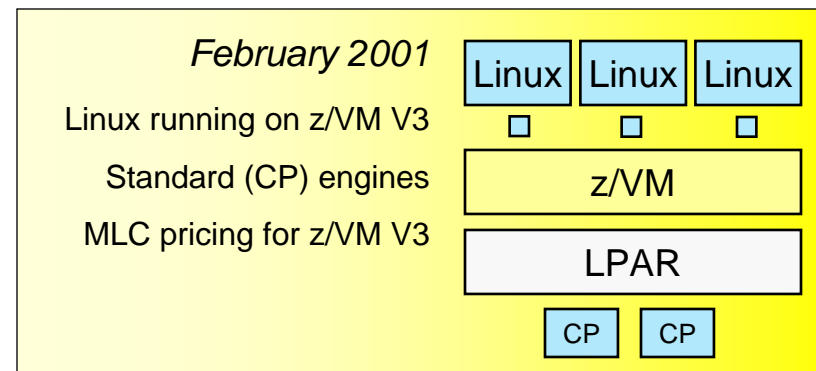 February 2001
Linux running on z/VM V3
Standard (CP) engines
MLC pricing for z/VM V3
Linux Linux Linux
z/VM
LPAR
CP CP